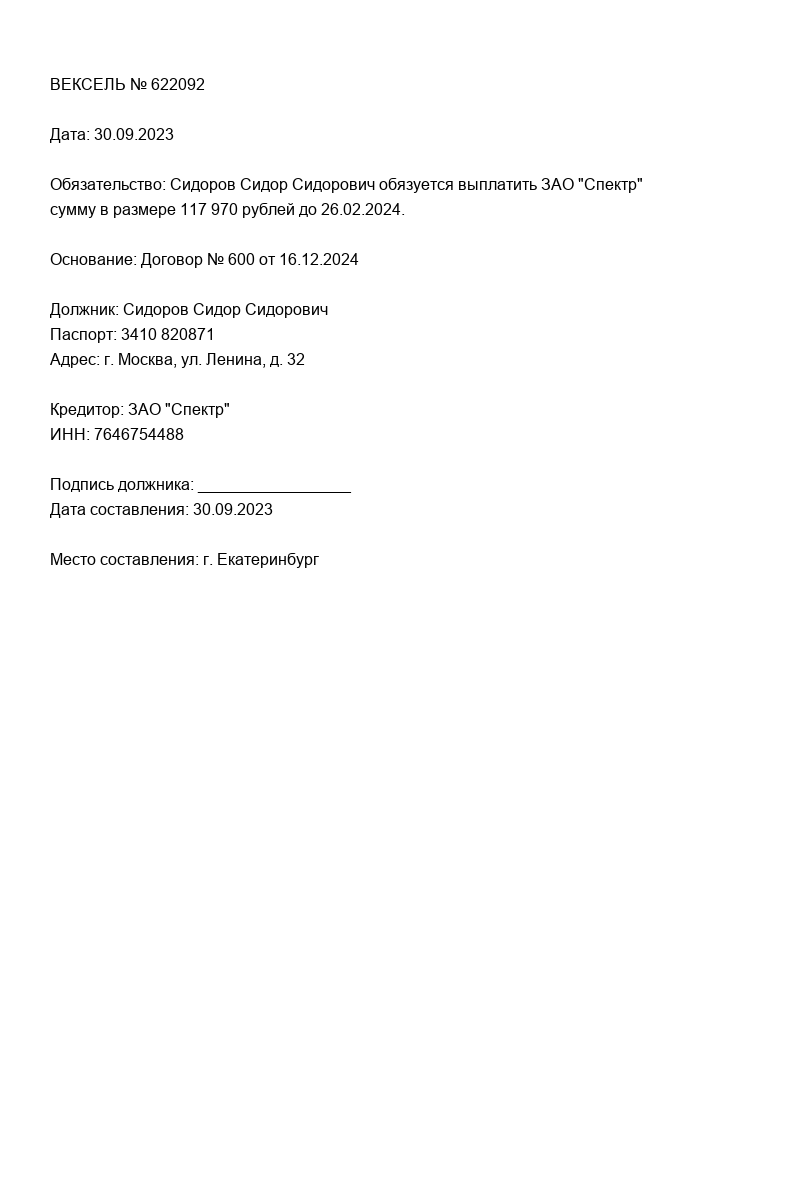 ВЕКСЕЛЬ № 622092
Дата: 30.09.2023
Обязательство: Сидоров Сидор Сидорович обязуется выплатить ЗАО "Спектр"
сумму в размере 117 970 рублей до 26.02.2024.
Основание: Договор № 600 от 16.12.2024
Должник: Сидоров Сидор Сидорович
Паспорт: 3410 820871
Адрес: г. Москва, ул. Ленина, д. 32
Кредитор: ЗАО "Спектр"
ИНН: 7646754488
Подпись должника: _________________
Дата составления: 30.09.2023
Место составления: г. Екатеринбург